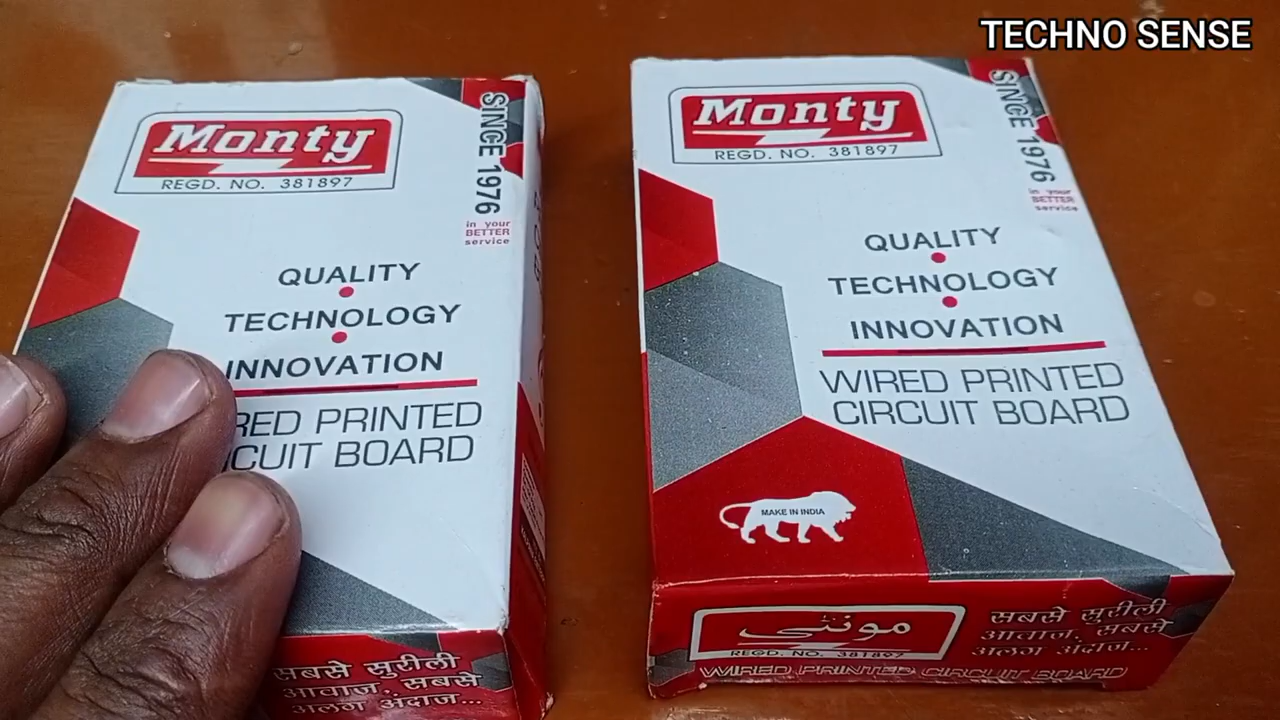 TECHNO SENSE
Monty
REGD. NO. 381897
SINCE 1976
in your
BETTER
service
QUALITY
TECHNOLOGY
INNOVATION
RED PRINTED
CUIT BOARD
सबसे सुरीली
आवाज, सबसे
अलग अंदाज...
Monty
REGD. NO. 381897
SINCE 1976
in your
BETTER
service
QUALITY
TECHNOLOGY
INNOVATION
WIRED PRINTED
CIRCUIT BOARD
MAKE IN INDIA
مونٹی
REGD. NO. 381897
WIRED PRINTED CIRCUIT BOARD
सबसे सुरीली
आवाज, सबसे
अलग अंदाज...